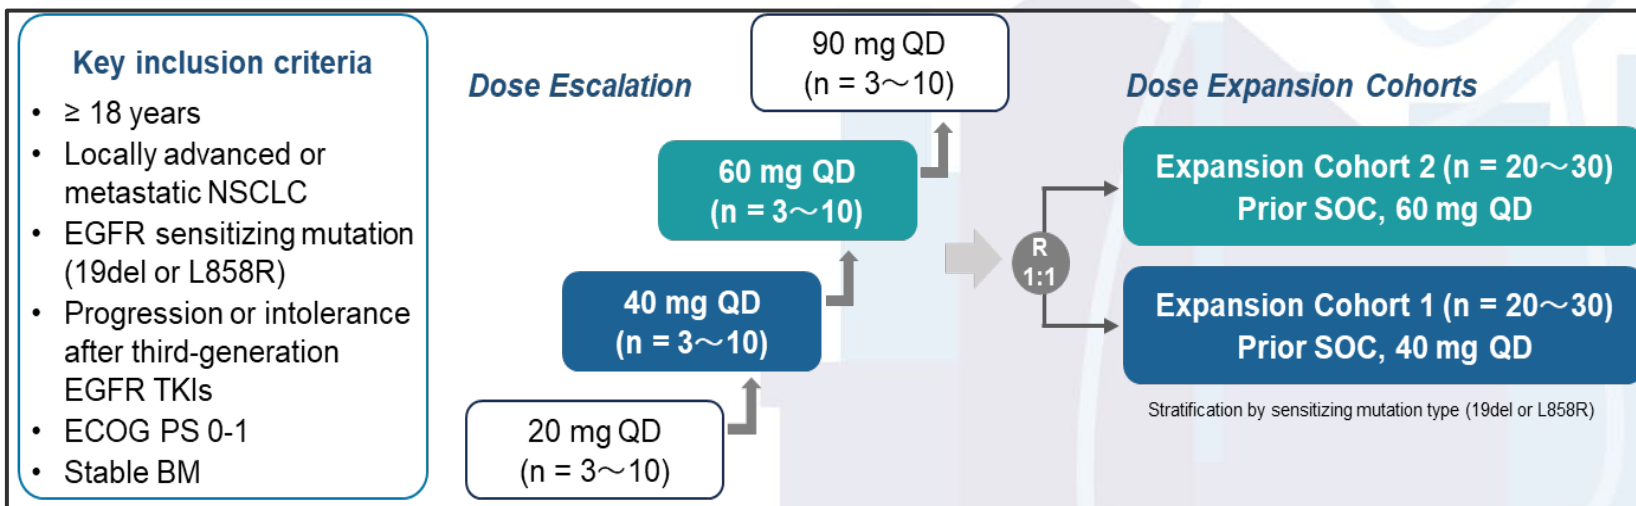 Key inclusion criteria
• ≥ 18 years
• Locally advanced or
metastatic NSCLC
• EGFR sensitizing mutation
(19del or L858R)
• Progression or intolerance
after third-generation
EGFR TKIs
• ECOG PS 0-1
• Stable BM
Dose Escalation
90 mg QD
(n = 3～10)
60 mg QD
(n = 3～10)
40 mg QD
(n = 3～10)
20 mg QD
(n = 3～10)
R
1:1
Dose Expansion Cohorts
Expansion Cohort 2 (n = 20～30)
Prior SOC, 60 mg QD
Expansion Cohort 1 (n = 20～30)
Prior SOC, 40 mg QD
Stratification by sensitizing mutation type (19del or L858R)